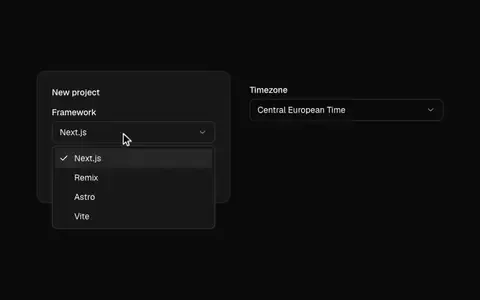 New project
Framework
Next.js
Next.js
Remix
Astro
Vite
Timezone
Central European Time